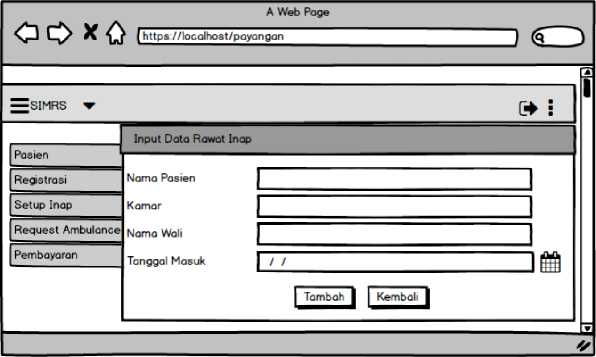 A Web Page
https://localhost/payangan
SIMRS
Input Data Rawat Inap
Pasien
Registrasi
Setup Inap
Request Ambulance
Pembayaran
Nama Pasien
Kamar
Nama Wali
Tanggal Masuk / /
Tambah Kembali